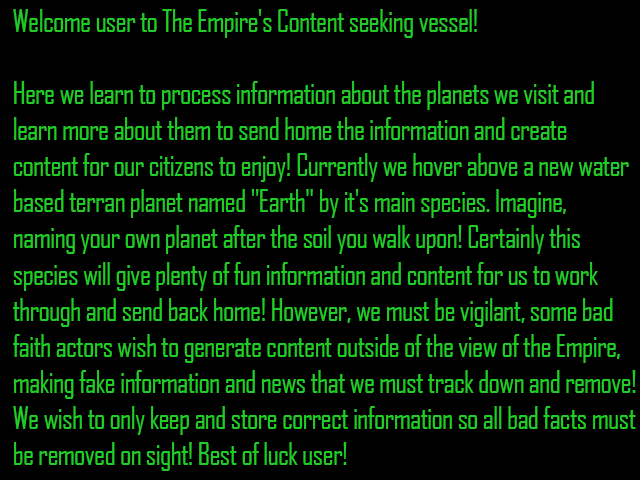 Welcome user to The Empire's Content seeking vessel!
Here we learn to process information about the planets we visit and
learn more about them to send home the information and create
content for our citizens to enjoy! Currently we hover above a new water
based terran planet named "Earth" by it's main species. Imagine,
naming your own planet after the soil you walk upon! Certainly this
species will give plenty of fun information and content for us to work
through and send back home! However, we must be vigilant, some bad
faith actors wish to generate content outside of the view of the Empire,
making fake information and news that we must track down and remove!
We wish to only keep and store correct information so all bad facts must
be removed on sight! Best of luck user!